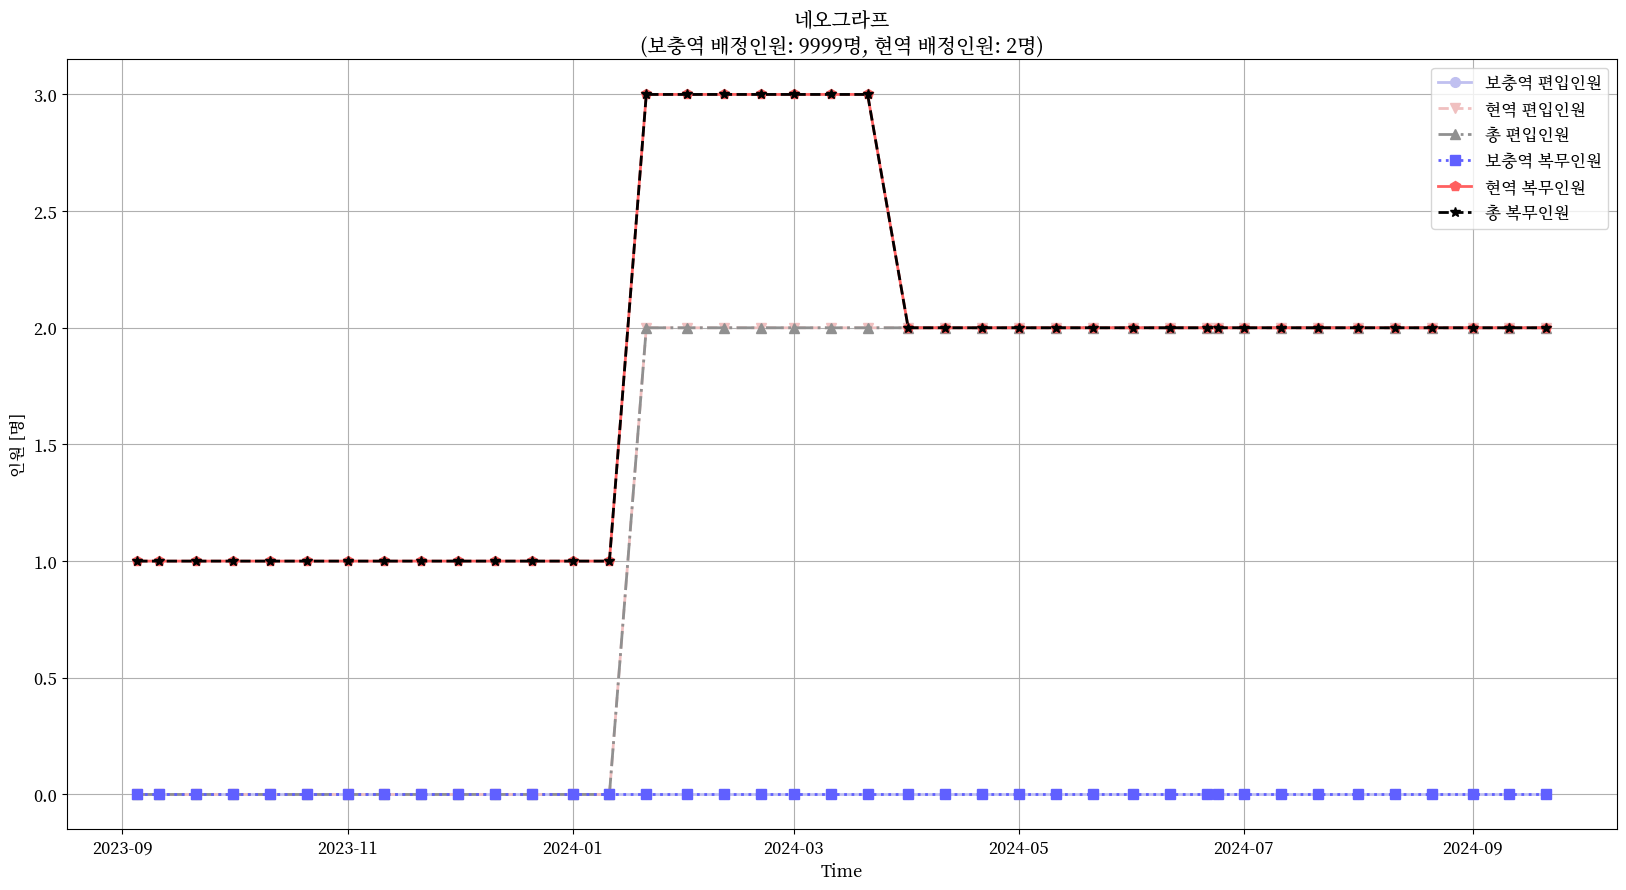 네오그라프
(보충역 배정인원: 9999명, 현역 배정인원: 2명)
보충역 편입인원
현역 편입인원
총 편입인원
보충역 복무인원
현역 복무인원
총 복무인원
인원 [명]
3.0
2.5
2.0
1.5
1.0
0.5
0.0
2023-09
2023-11
2024-01
2024-03
2024-05
2024-07
2024-09
Time